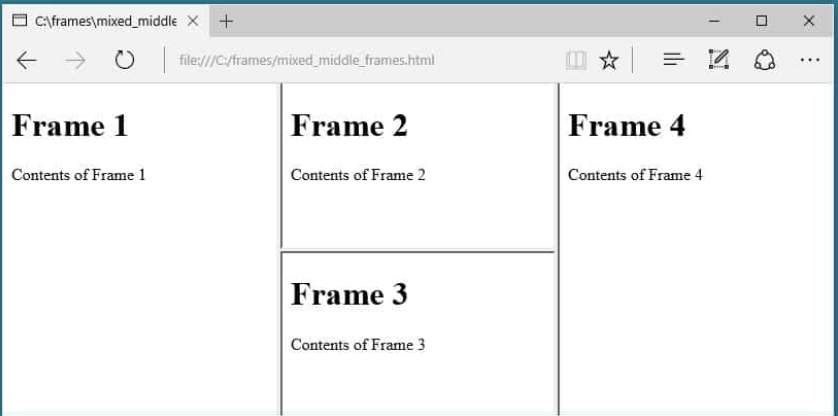 C:\frames\mixed_middle
file:///C:/frames/mixed_middle_frames.html
Frame 1
Contents of Frame 1
Frame 2
Contents of Frame 2
Frame 3
Contents of Frame 3
Frame 4
Contents of Frame 4